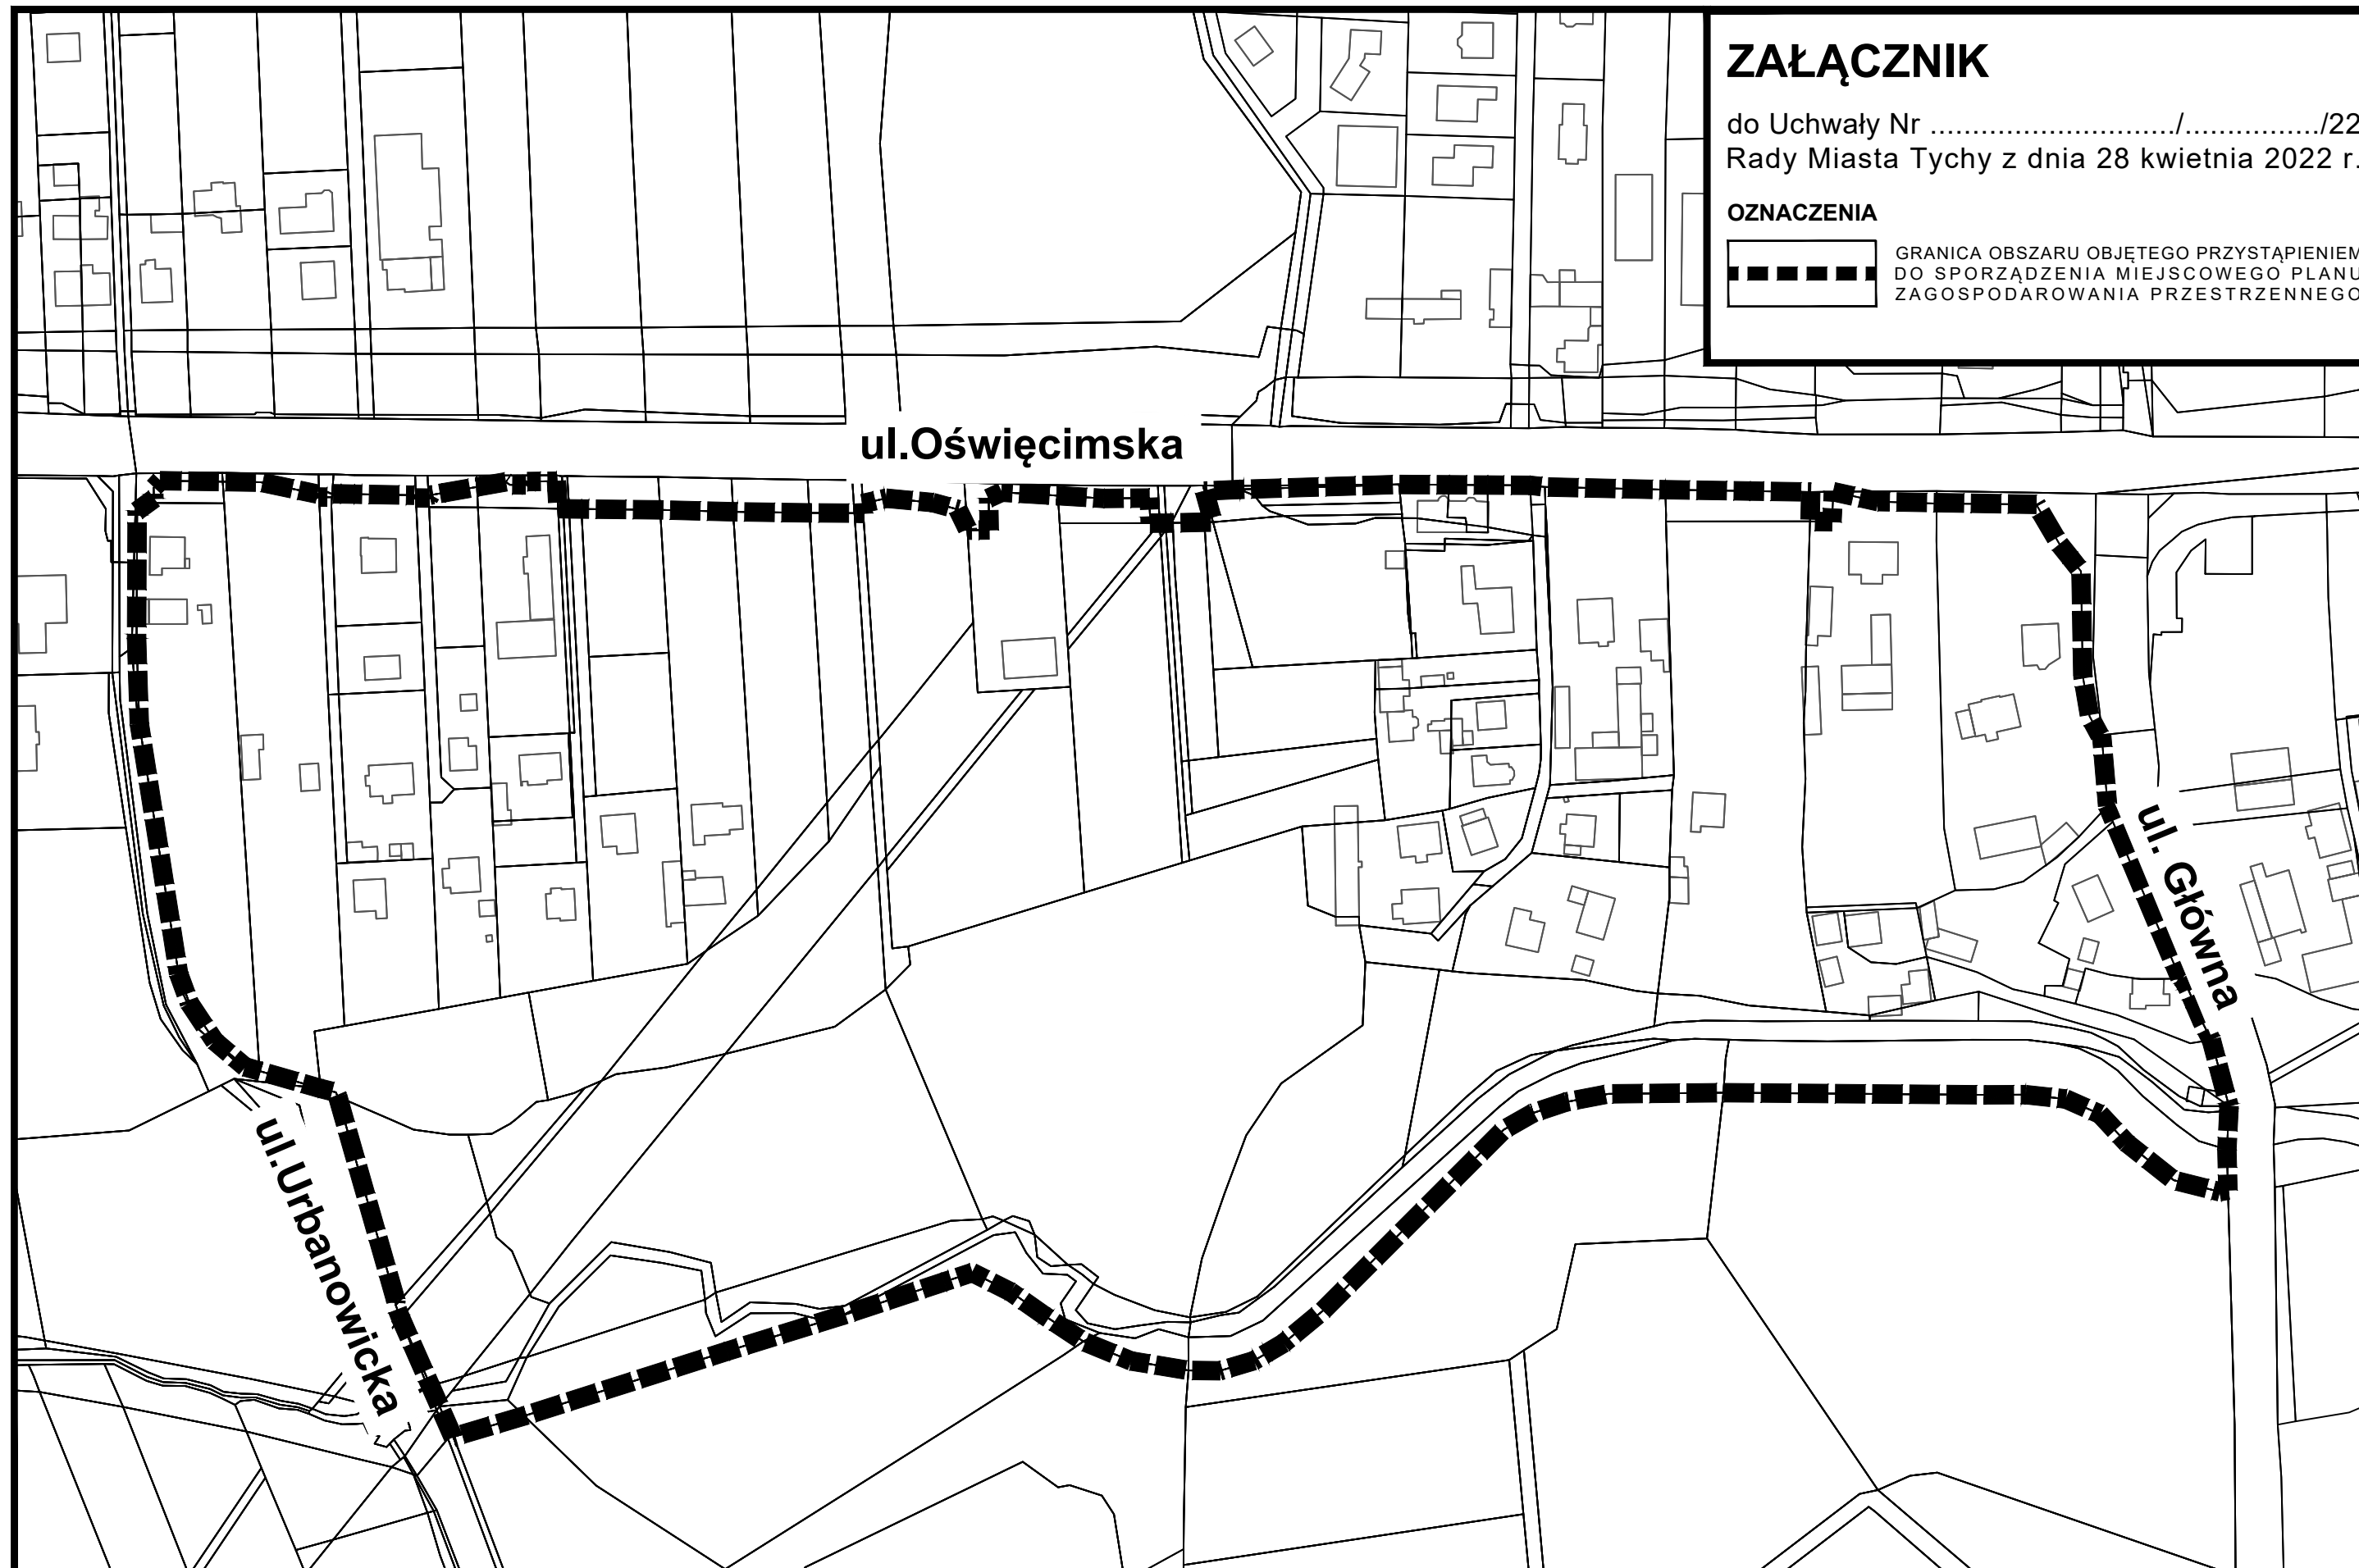 ZAŁĄCZNIK
do Uchwały Nr ............................./................/22
Rady Miasta Tychy z dnia 28 kwietnia 2022 r.
OZNACZENIA
GRANICA OBSZARU OBJĘTEGO PRZYSTĄPIENIEM
DO SPORZĄDZENIA MIEJSCOWEGO PLANU
ZAGOSPODAROWANIA PRZESTRZENNEGO
ul.Oświęcimska
ul. Główna
ul.Urbanowicka